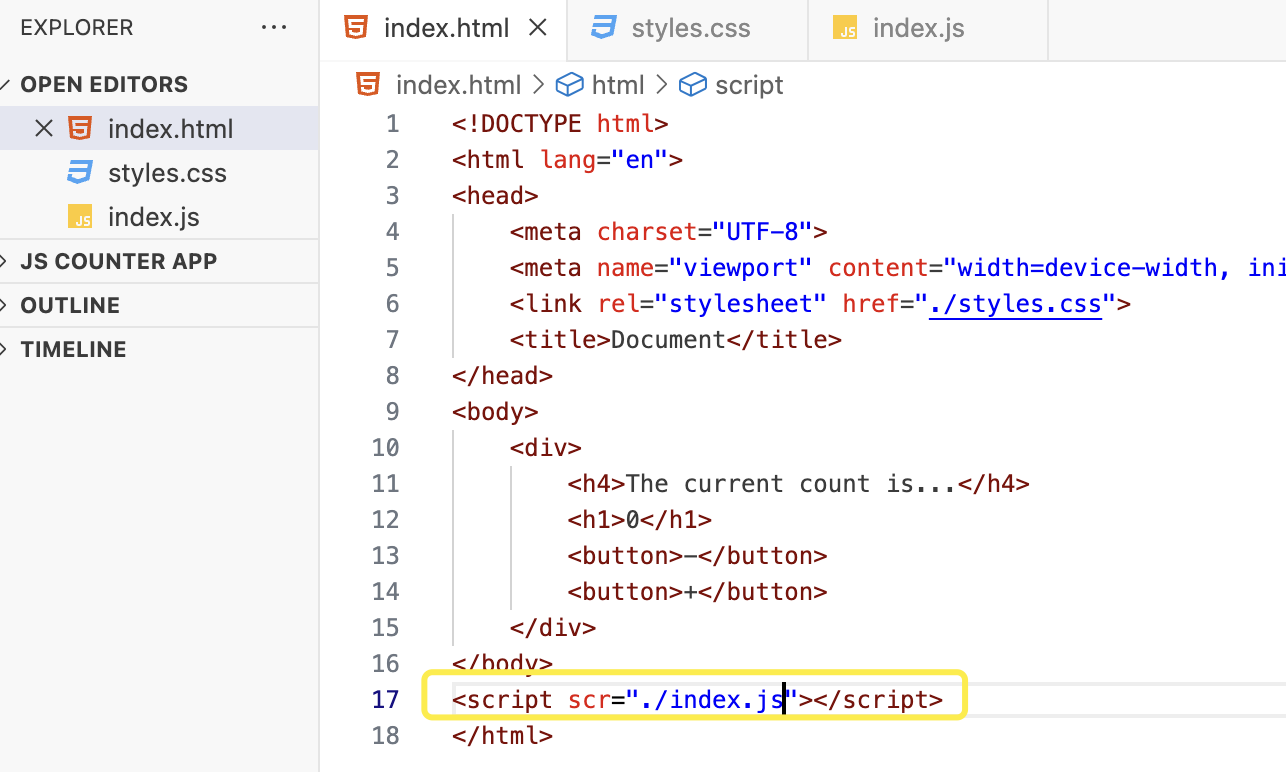 EXPLORER ...
OPEN EDITORS
index.html
styles.css
index.js
JS COUNTER APP
OUTLINE
TIMELINE
index.html styles.css index.js
index.html > html > script
1 <!DOCTYPE html>
2 <html lang="en">
3 <head>
4 <meta charset="UTF-8">
5 <meta name="viewport" content="width=device-width, ini
6 <link rel="stylesheet" href="./styles.css">
7 <title>Document</title>
8 </head>
9 <body>
10 <div>
11 <h4>The current count is...</h4>
12 <h1>0</h1>
13 <button>-</button>
14 <button>+</button>
15 </div>
16 </body>
17 <script scr="./index.js"></script>
18 </html>